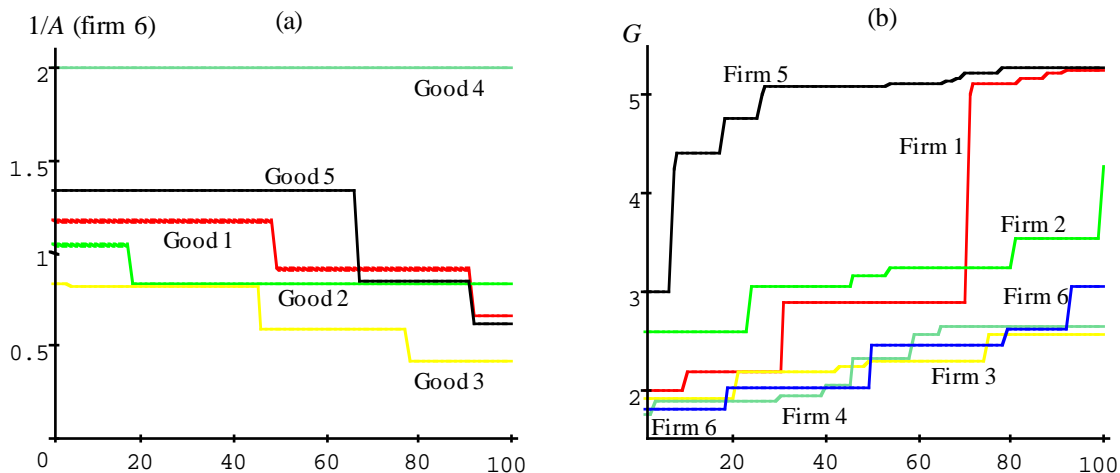 1/A (firm 6)
(a)
2
Good 4
1.5
Good 5
Good 1
1
Good 2
0.5
Good 3
0
20
40
60
80
100
(b)
G
Firm 5
5
Firm 1
4
Firm 2
3
Firm 6
Firm 3
2
Firm 4
Firm 6
20
40
60
80
100